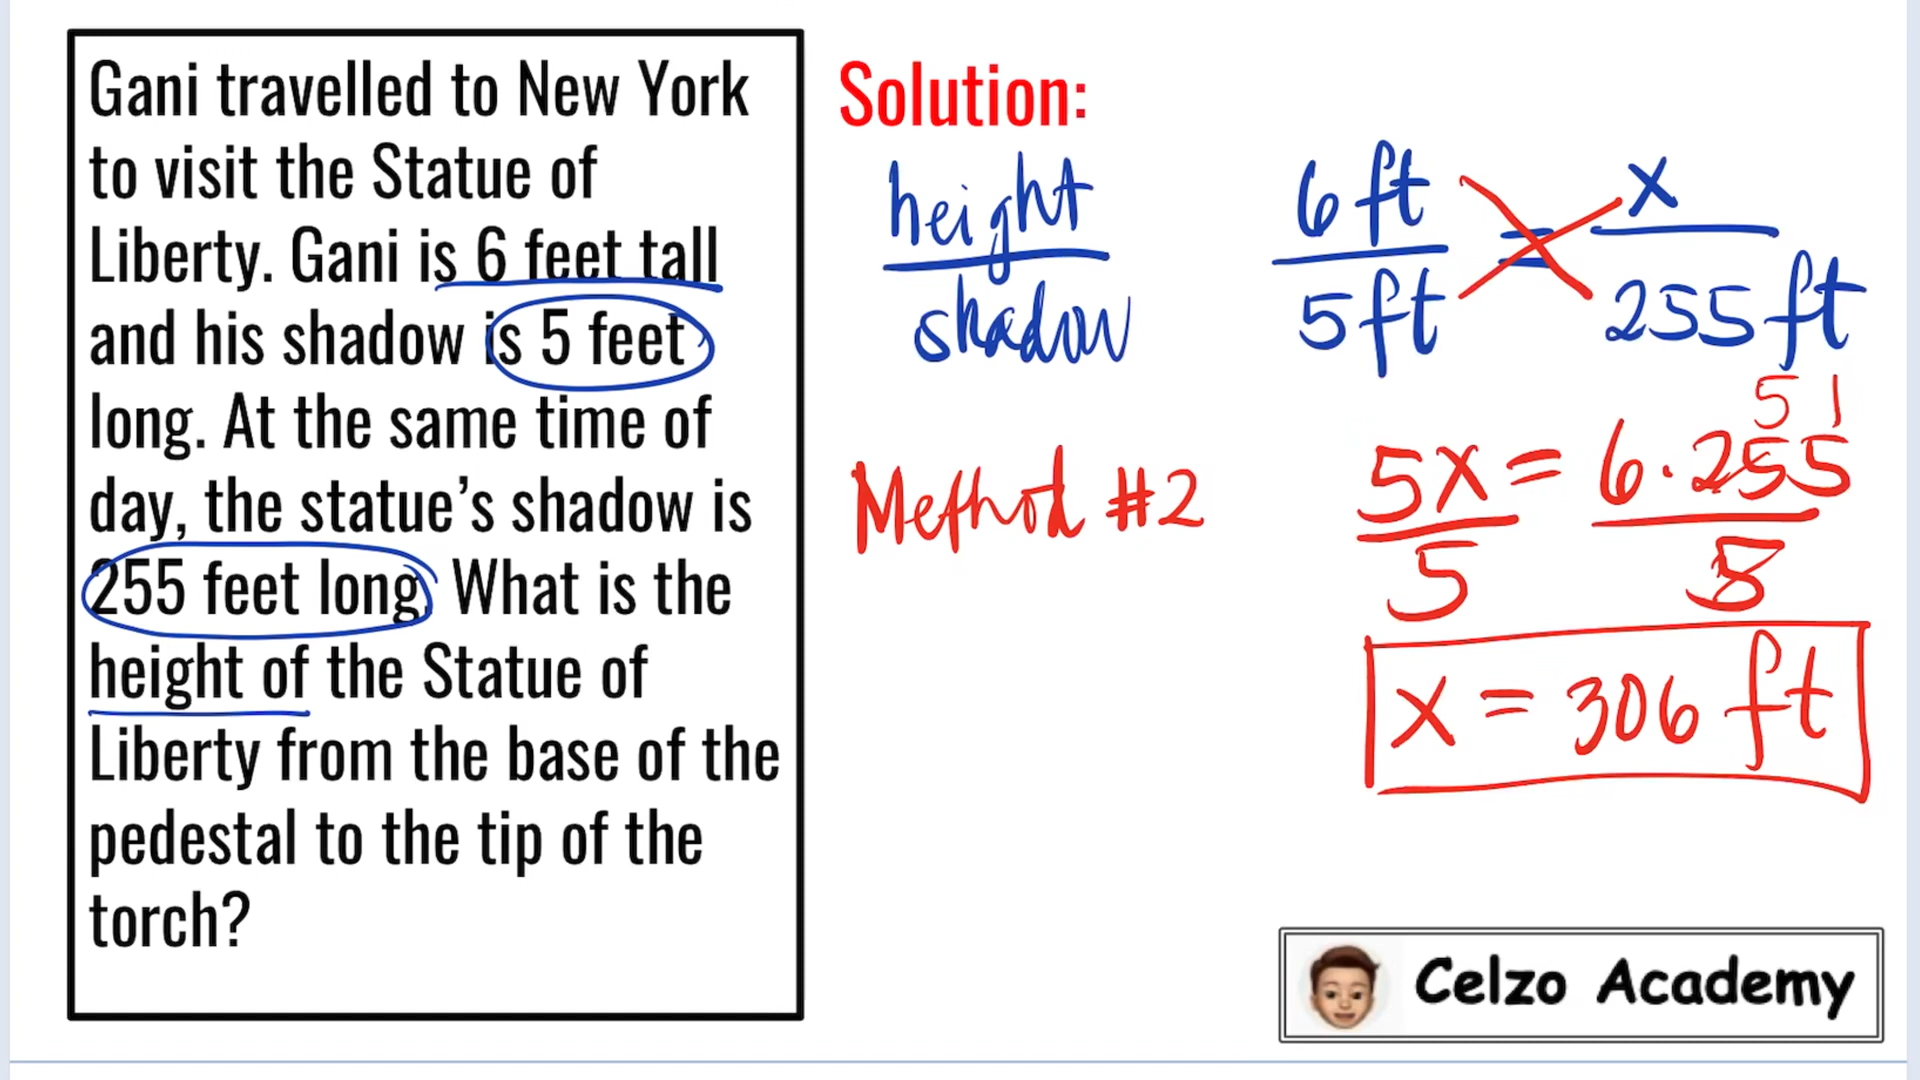 Gani travelled to New York
to visit the Statue of
Liberty. Gani is 6 feet tall
and his shadow is 5 feet
long. At the same time of
day, the statue’s shadow is
255 feet long. What is the
height of the Statue of
Liberty from the base of the
pedestal to the tip of the
torch?
Solution:
height
shadow
6 ft = x
5 ft 255 ft
Method #2
5 1
5x = 6·255
5 5
x = 306 ft
Celzo Academy